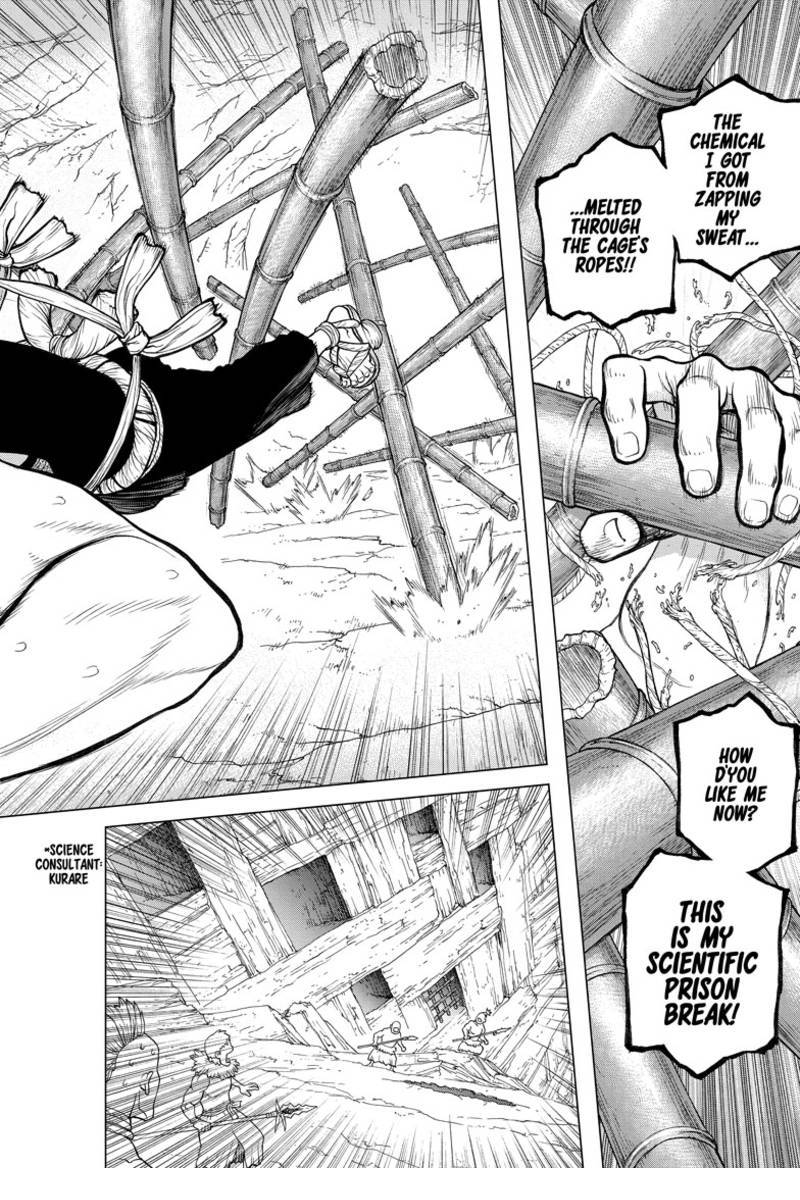 THE
CHEMICAL
I GOT
FROM
ZAPPING
MY
SWEAT...
...MELTED
THROUGH
THE CAGE'S
ROPES!!
HOW
D'YOU
LIKE ME
NOW?
THIS
IS MY
SCIENTIFIC
PRISON
BREAK!
*SCIENCE
CONSULTANT:
KURARE